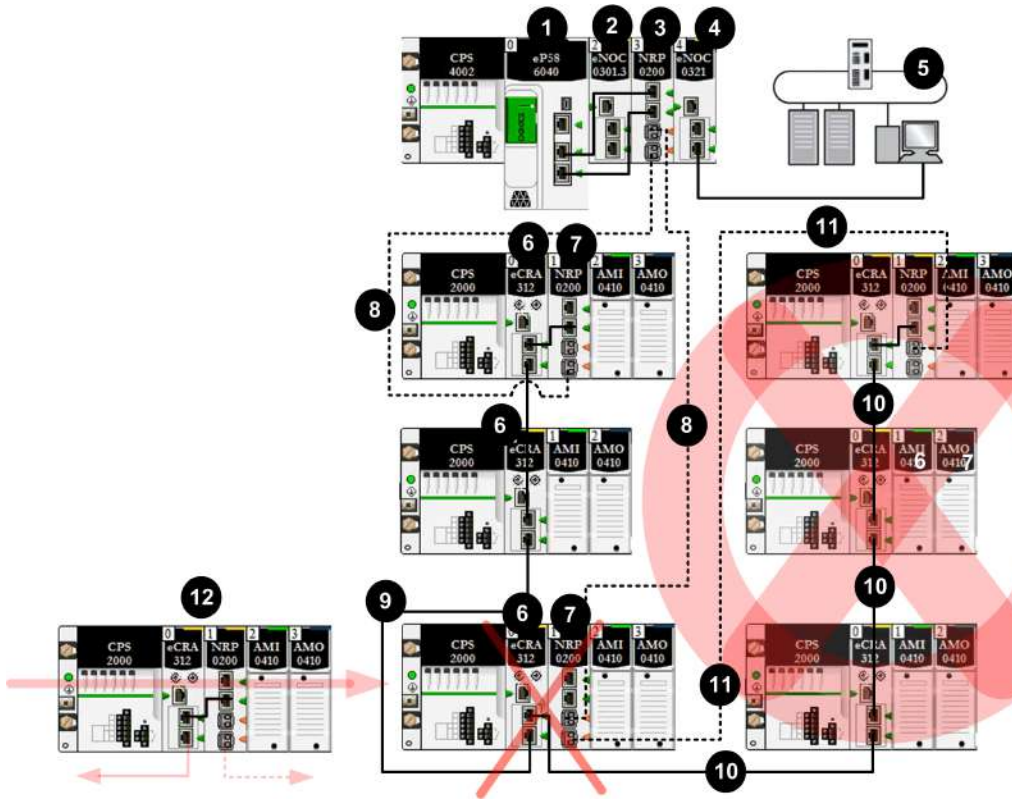 1 2 3 4
0 2 3 4
CPS eP58 eNOC NRP eNOC
4002 6040 0301.3 0200 0321
5
6 7 11
0 1 2 3
CPS eCRA NRP AMI AMO
2000 312 0200 0410 0410
0 1 2 3
CPS eCRA NRP AMI AMO
2000 312 0200 0410 0410
8
10
6 8
1 2
CPS eCRA AMI AMO
2000 312 0410 0410
0 1 2
CPS eCRA AMI AMO
2000 312 0410 0410
6 7
10
12 9 6 7
0 1 2 3
CPS eCRA NRP AMI AMO
2000 312 0200 0410 0410
0 1 2 3
CPS eCRA NRP AMI AMO
2000 312 0200 0410 0410
0 1 2
CPS eCRA AMI AMO
2000 312 0410 0410
11
10